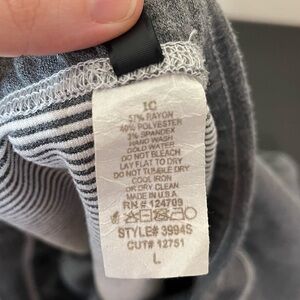 IC
57% RAYON
40% POLYESTER
3% SPANDEX
HAND WASH
COLD WATER
DO NOT BLEACH
LAY FLAT TO DRY
DO NOT TUMBLE DRY
COOL IRON
OR DRY CLEAN
MADE IN U.S.A
RN # 124709
STYLE# 3994S
CUT# 12751
L